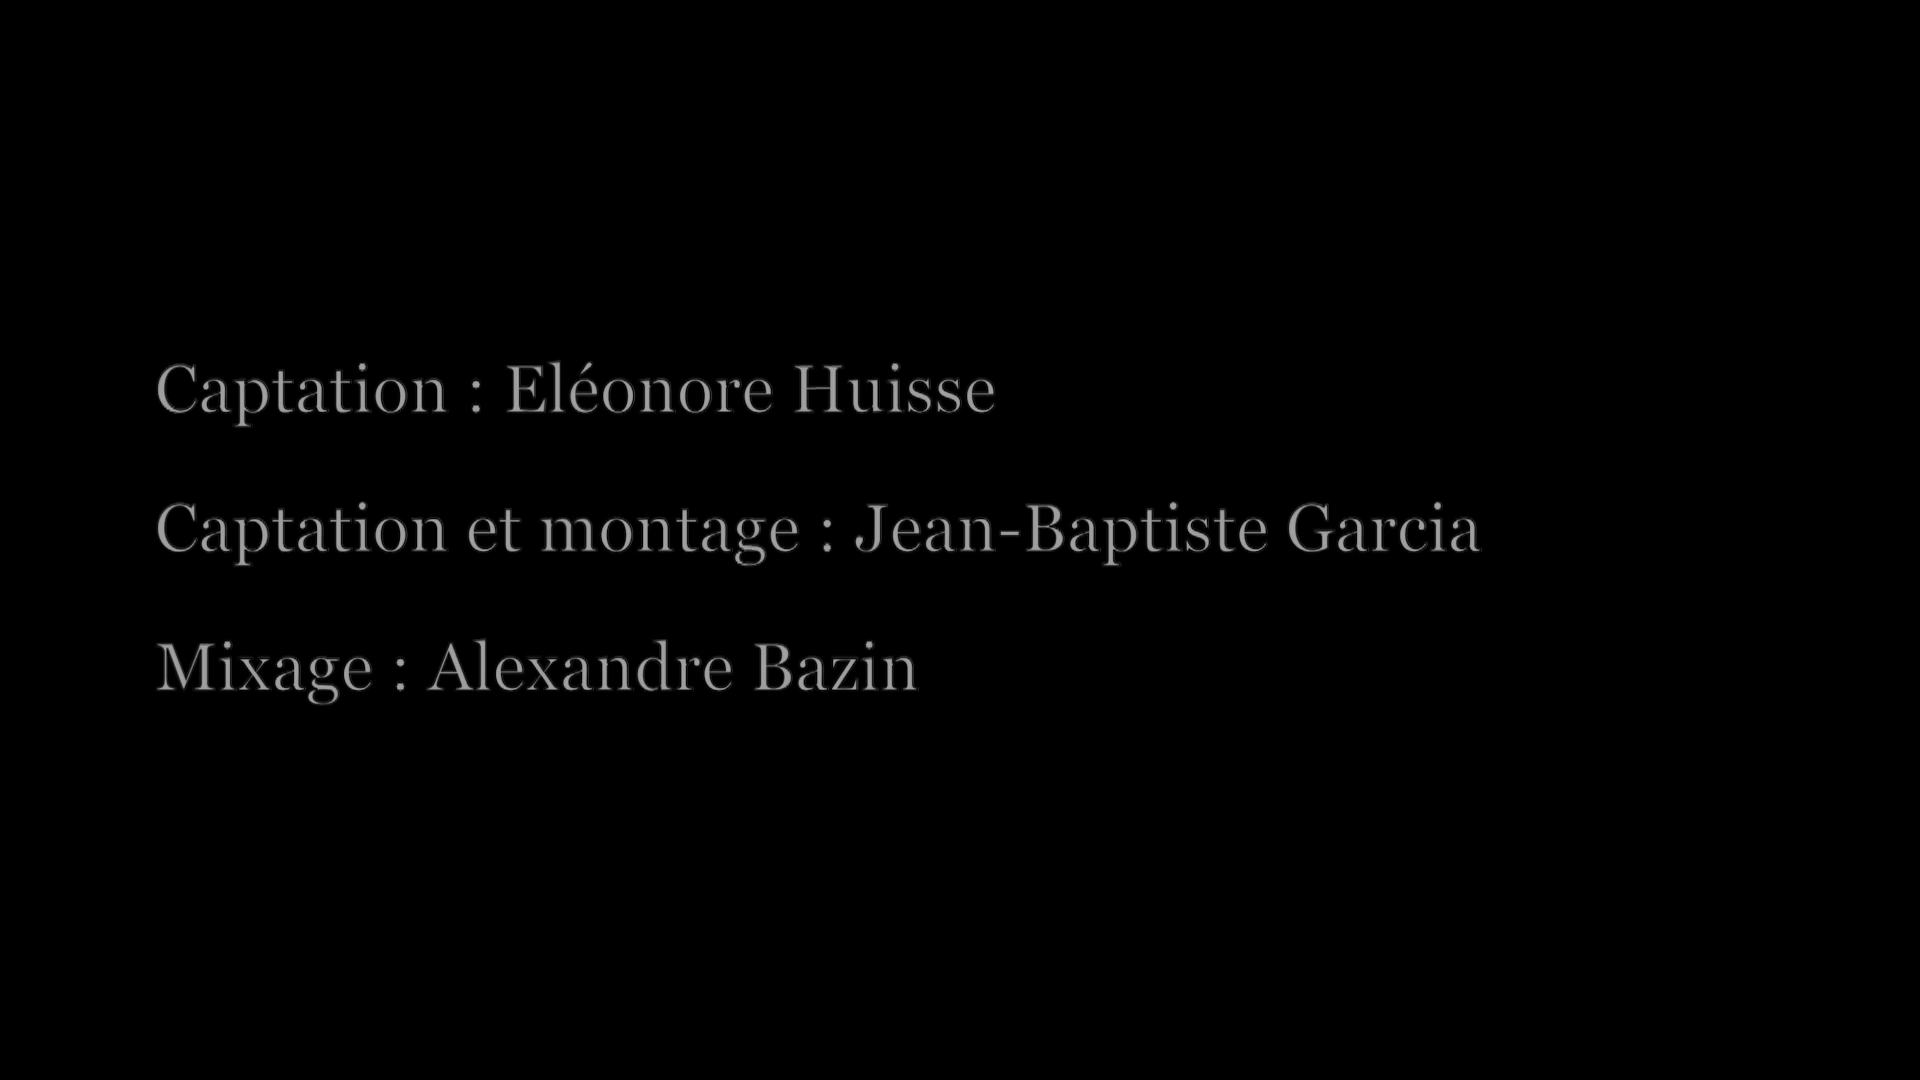 Captation : Eléonore Huisse
Captation et montage : Jean-Baptiste Garcia
Mixage : Alexandre Bazin